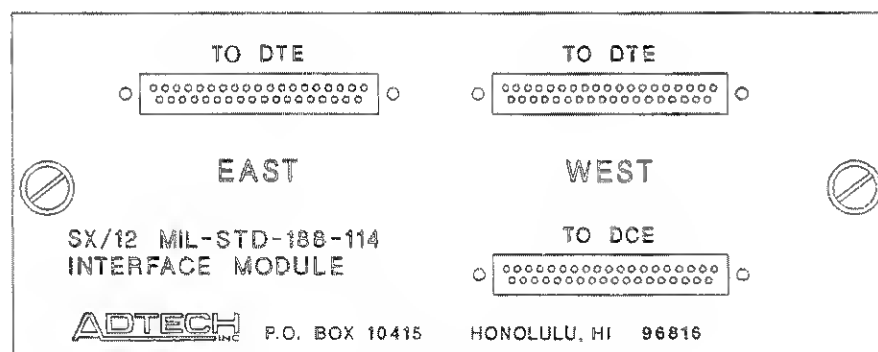 TO DTE
TO DTE
EAST
WEST
SX/12 MIL-STD-188-114
INTERFACE MODULE
TO DCE
ADTECH INC
P.O. BOX 10415 HONOLULU, HI 96816